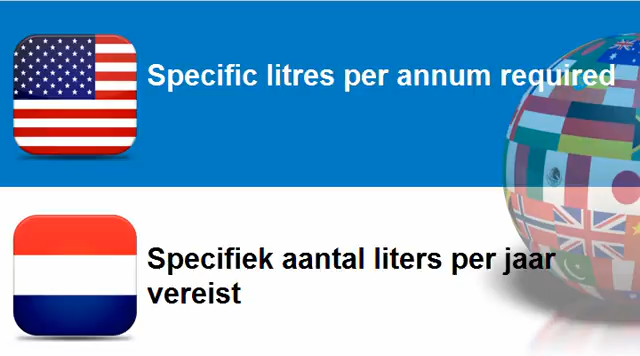 Specific litres per annum required
Specifiek aantal liters per jaar
vereist